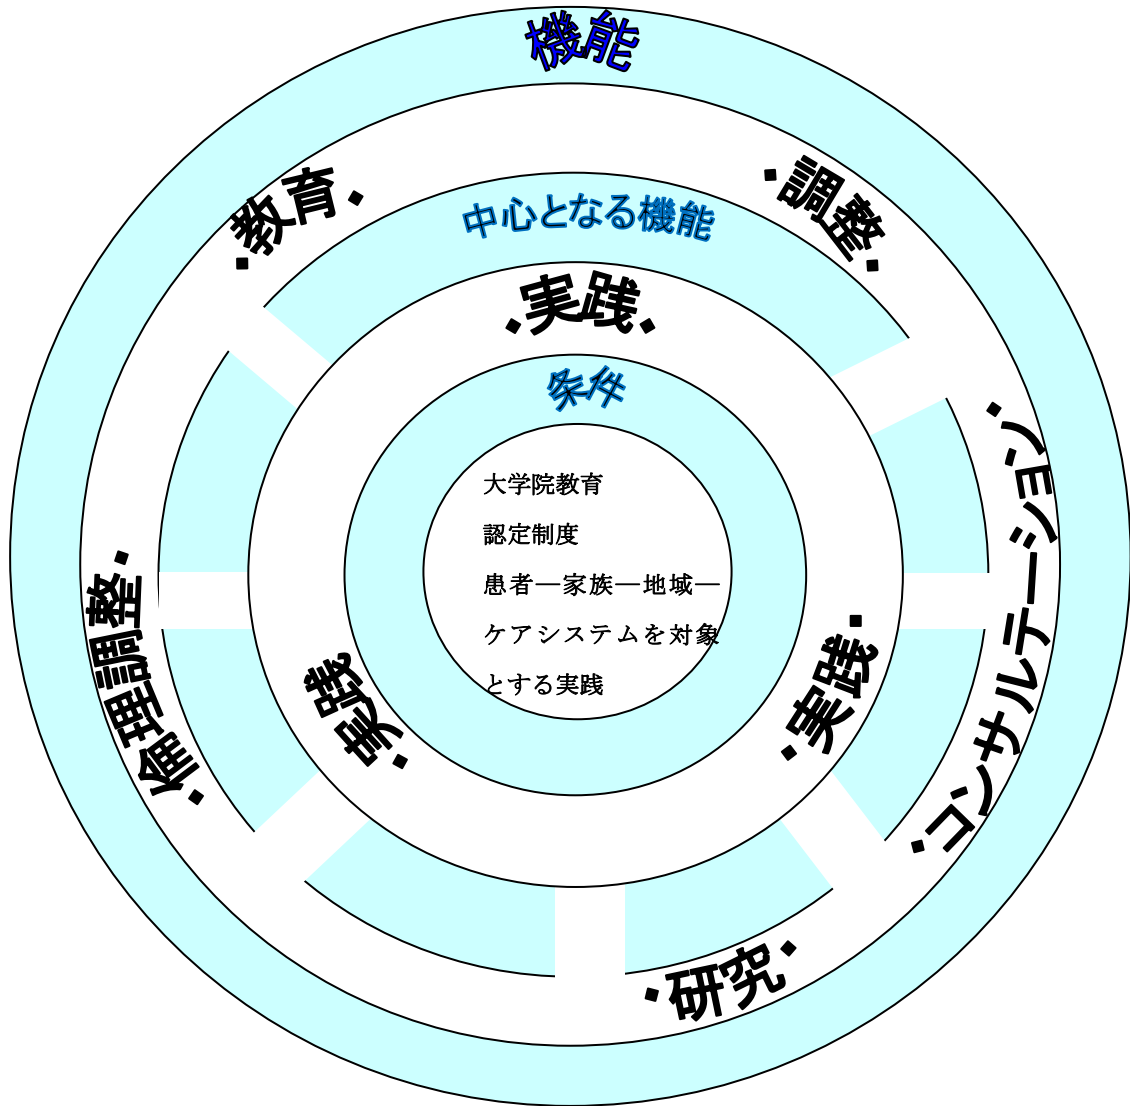 機能
・教育・
・調整・
中心となる機能
・実践・
条件
大学院教育
認定制度
患者―家族―地域―
ケアシステムを対象
とする実践
・コンサルテーション・
・倫理調整・
実践・
・実践・
・研究・